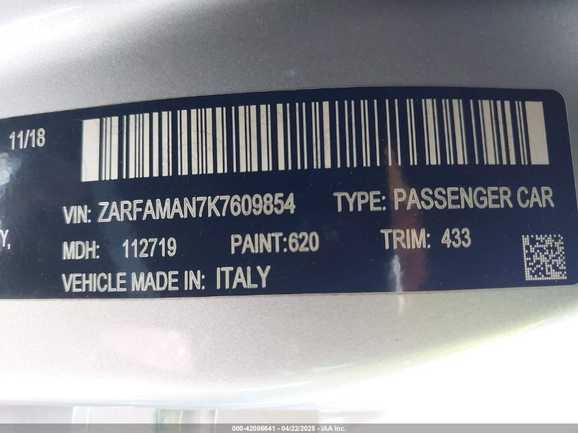 11/18
VIN: ZARFAMAN7K7609854 TYPE: PASSENGER CAR
Y,
MDH: 112719 PAINT:620 TRIM: 433
VEHICLE MADE IN: ITALY
000-42098641 - 04/22/2025 - IAA Inc.